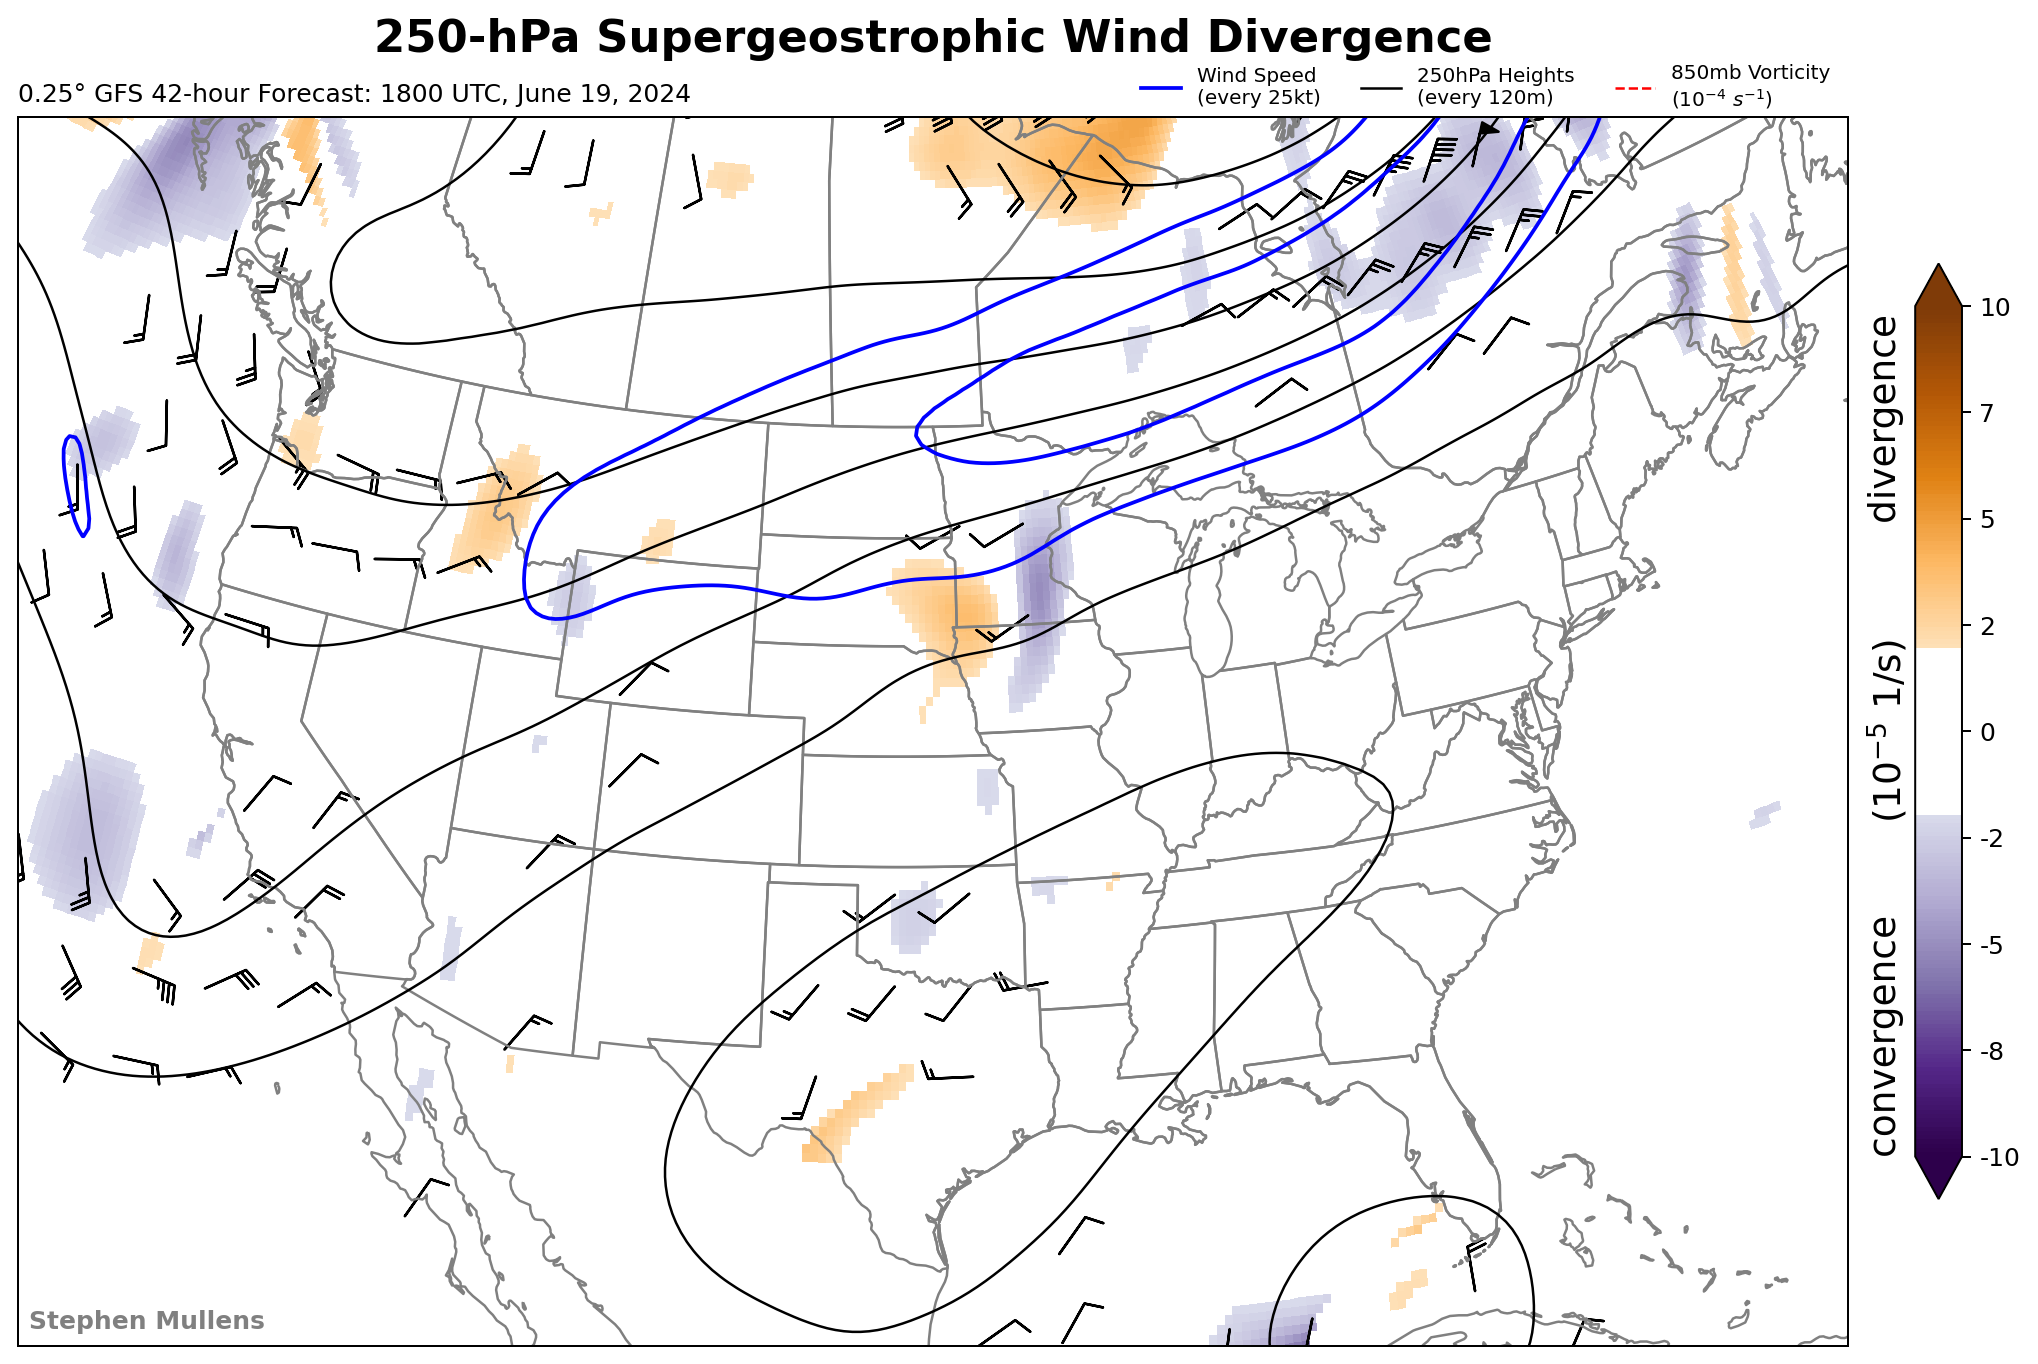 250-hPa Supergeostrophic Wind Divergence
0.25° GFS 42-hour Forecast: 1800 UTC, June 19, 2024
Wind Speed
(every 25kt)
250hPa Heights
(every 120m)
850mb Vorticity
(10⁻⁴ s⁻¹)
10
7
5
2
0
-2
-5
-8
-10
convergence (10⁻⁵ 1/s) divergence
Stephen Mullens